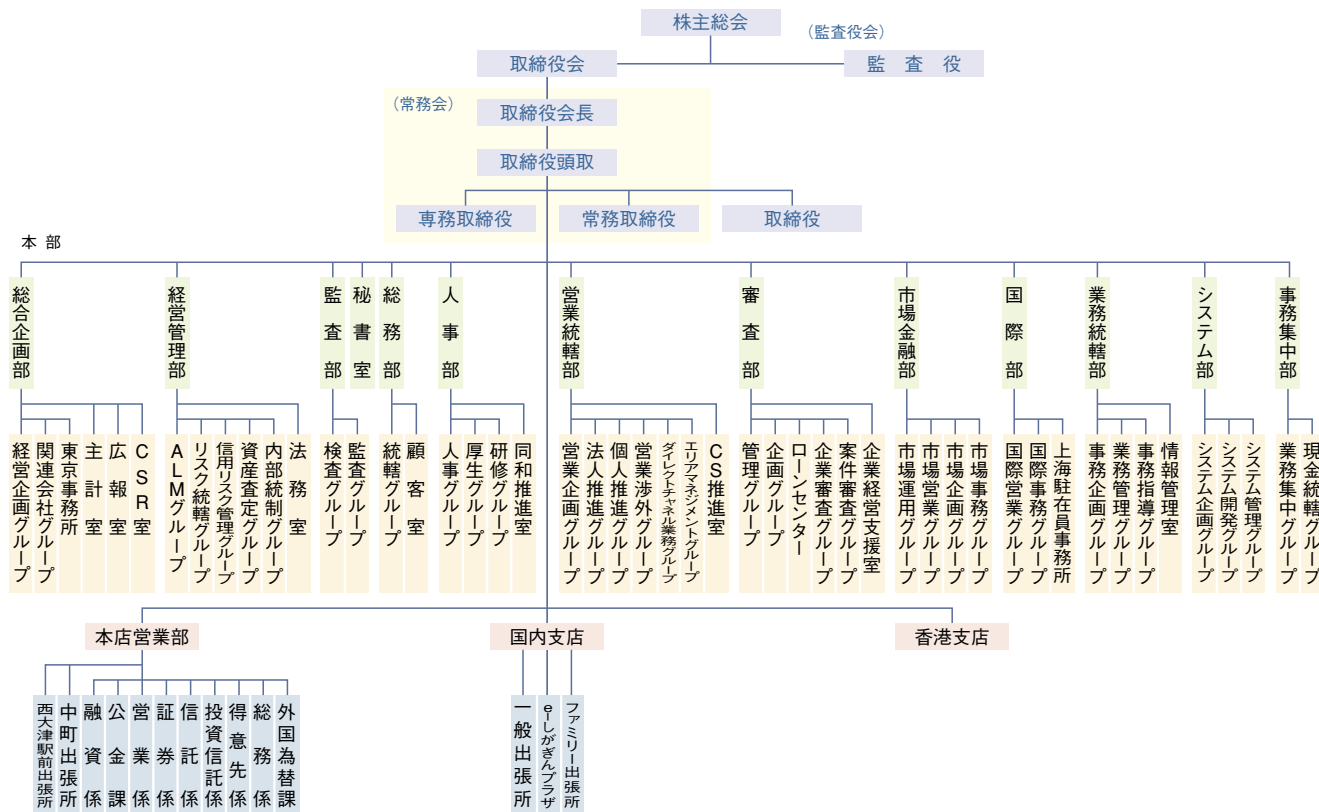 株主総会
（監査役会）
取締役会
監査役
（常務会）
取締役会長
取締役頭取
専務取締役
常務取締役
取締役
本部
総合企画部
経営管理部
監査部
秘書室
総務部
人事部
営業統轄部
審査部
市場金融部
国際部
業務統轄部
システム部
事務集中部
経営企画グループ
関連会社グループ
東京事務所
主計室
広報室
CSR室
ALMグループ
リスク統轄グループ
信用リスク管理グループ
資産査定グループ
内部統制グループ
法務室
検査グループ
監査グループ
統轄グループ
顧客室
人事グループ
厚生グループ
研修グループ
同和推進室
営業企画グループ
法人推進グループ
個人推進グループ
営業渉外グループ
ダイレクトチャネル業務グループ
エリアマネジメントグループ
CS推進室
管理グループ
企画グループ
ローンセンター
企業審査グループ
案件審査グループ
企業経営支援室
市場運用グループ
市場営業グループ
市場企画グループ
市場事務グループ
国際営業グループ
国際事務グループ
上海駐在員事務所
事務企画グループ
業務管理グループ
事務指導グループ
情報管理室
システム企画グループ
システム開発グループ
システム管理グループ
業務集中グループ
現金統轄グループ
本店営業部
国内支店
香港支店
西大津駅前出張所
中町出張所
融資係
公金課
営業係
証券係
信託係
投資信託係
得意先係
総務係
外国為替課
一般出張所
e-しがぎんプラザ
ファミリー出張所